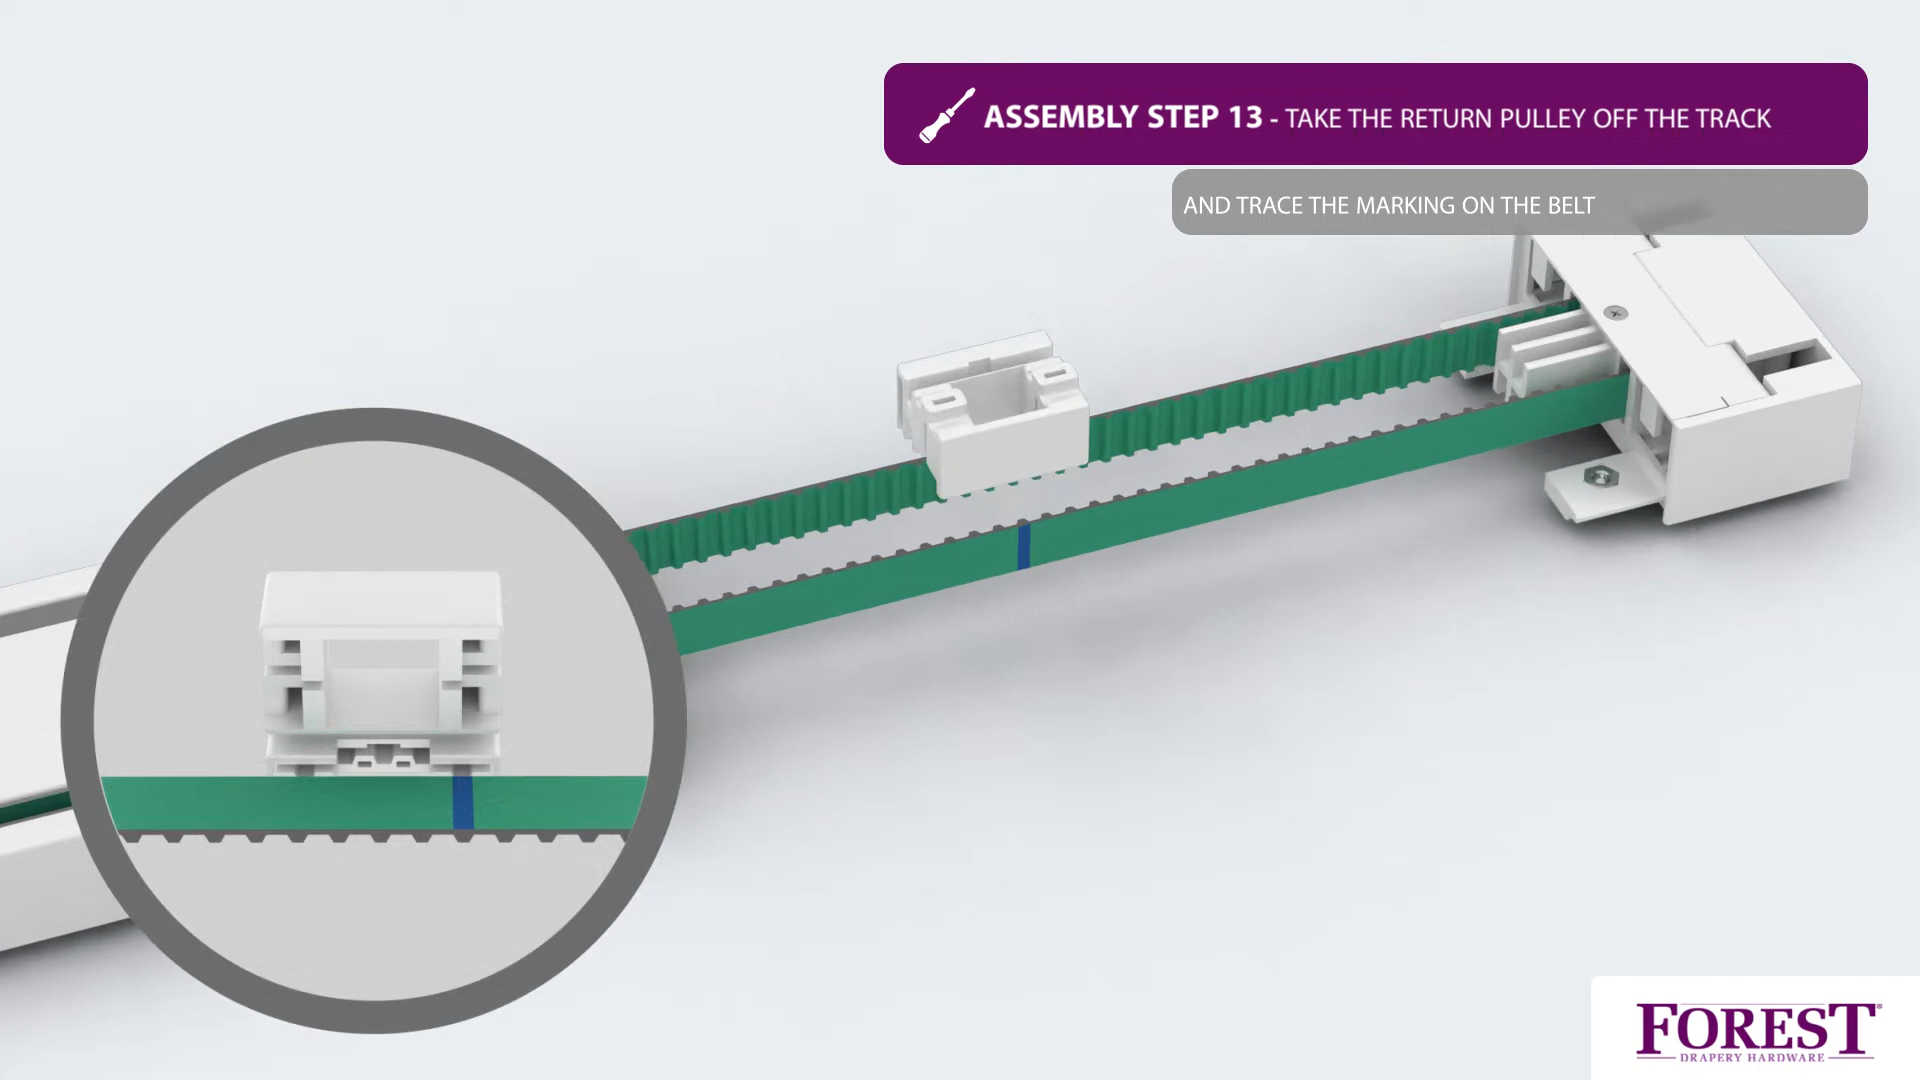 ASSEMBLY STEP 13 - TAKE THE RETURN PULLEY OFF THE TRACK
AND TRACE THE MARKING ON THE BELT
FOREST®
DRAPERY HARDWARE